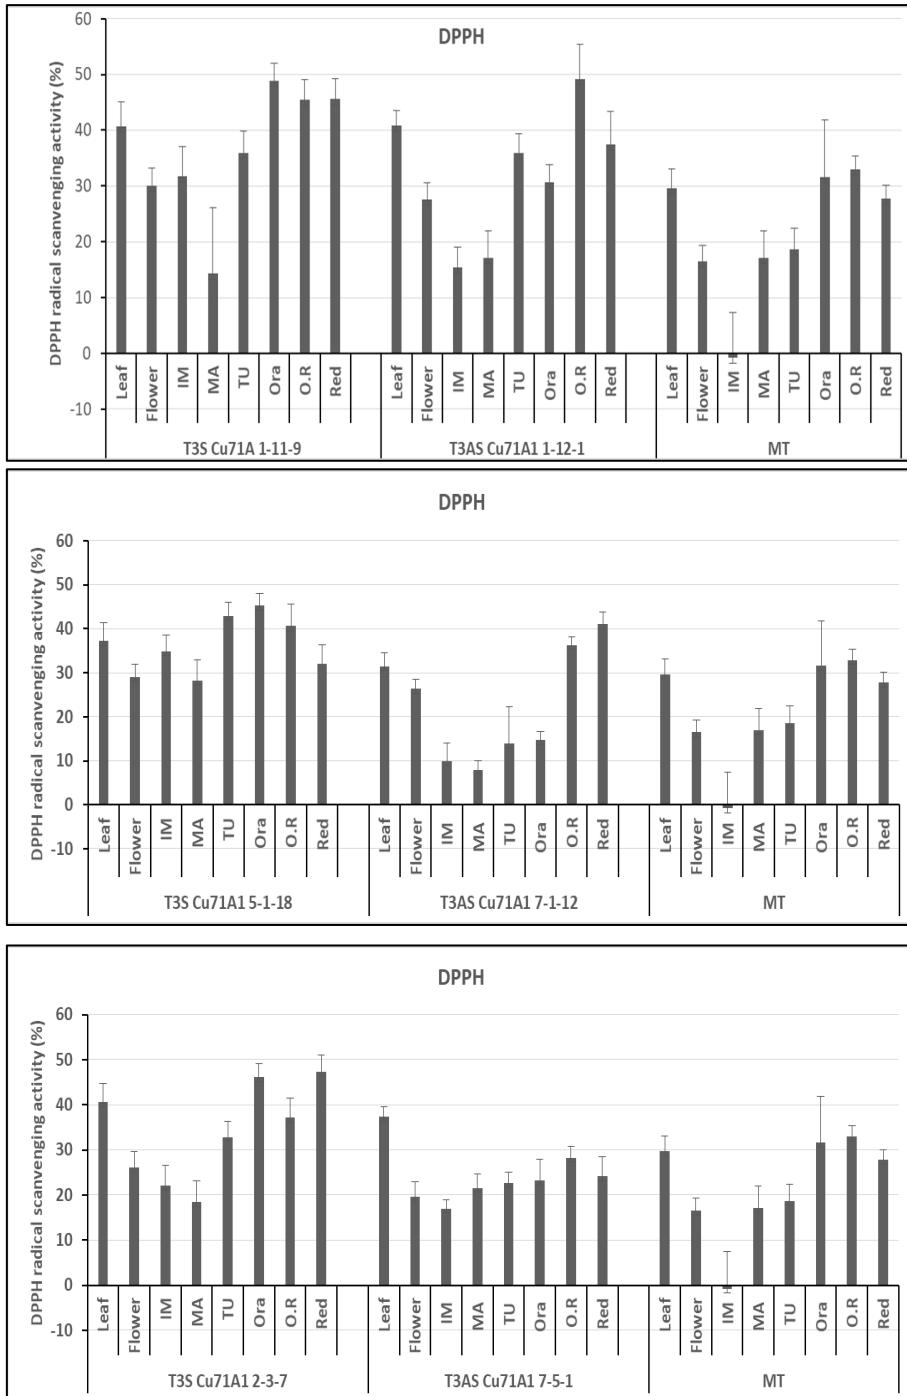 DPPH
DPPH radical scanvenging activity (%)
60
50
40
30
20
10
0
-10
Leaf Flower IM MA TU Ora O.R Red Leaf Flower IM MA TU Ora O.R Red Leaf Flower IM MA TU Ora O.R Red
T3S Cu71A 1-11-9 T3AS Cu71A1 1-12-1 MT
DPPH
DPPH radical scanvenging activity (%)
60
50
40
30
20
10
0
-10
Leaf Flower IM MA TU Ora O.R Red Leaf Flower IM MA TU Ora O.R Red Leaf Flower IM MA TU Ora O.R Red
T3S Cu71A1 5-1-18 T3AS Cu71A1 7-1-12 MT
DPPH
DPPR radical scanvenging activity (%)
60
50
40
30
20
10
0
-10
Leaf Flower IM MA TU Ora O.R Red Leaf Flower IM MA TU Ora O.R Red Leaf Flower IM MA TU Ora O.R Red
T3S Cu71A1 2-3-7 T3AS Cu71A1 7-5-1 MT